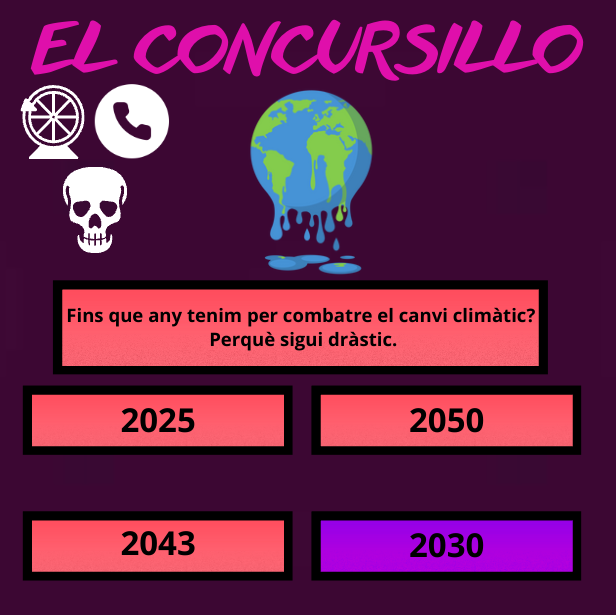 EL CONCURSILLO
Fins que any tenim per combatre el canvi climàtic?
Perquè sigui dràstic.
2025
2050
2043
2030